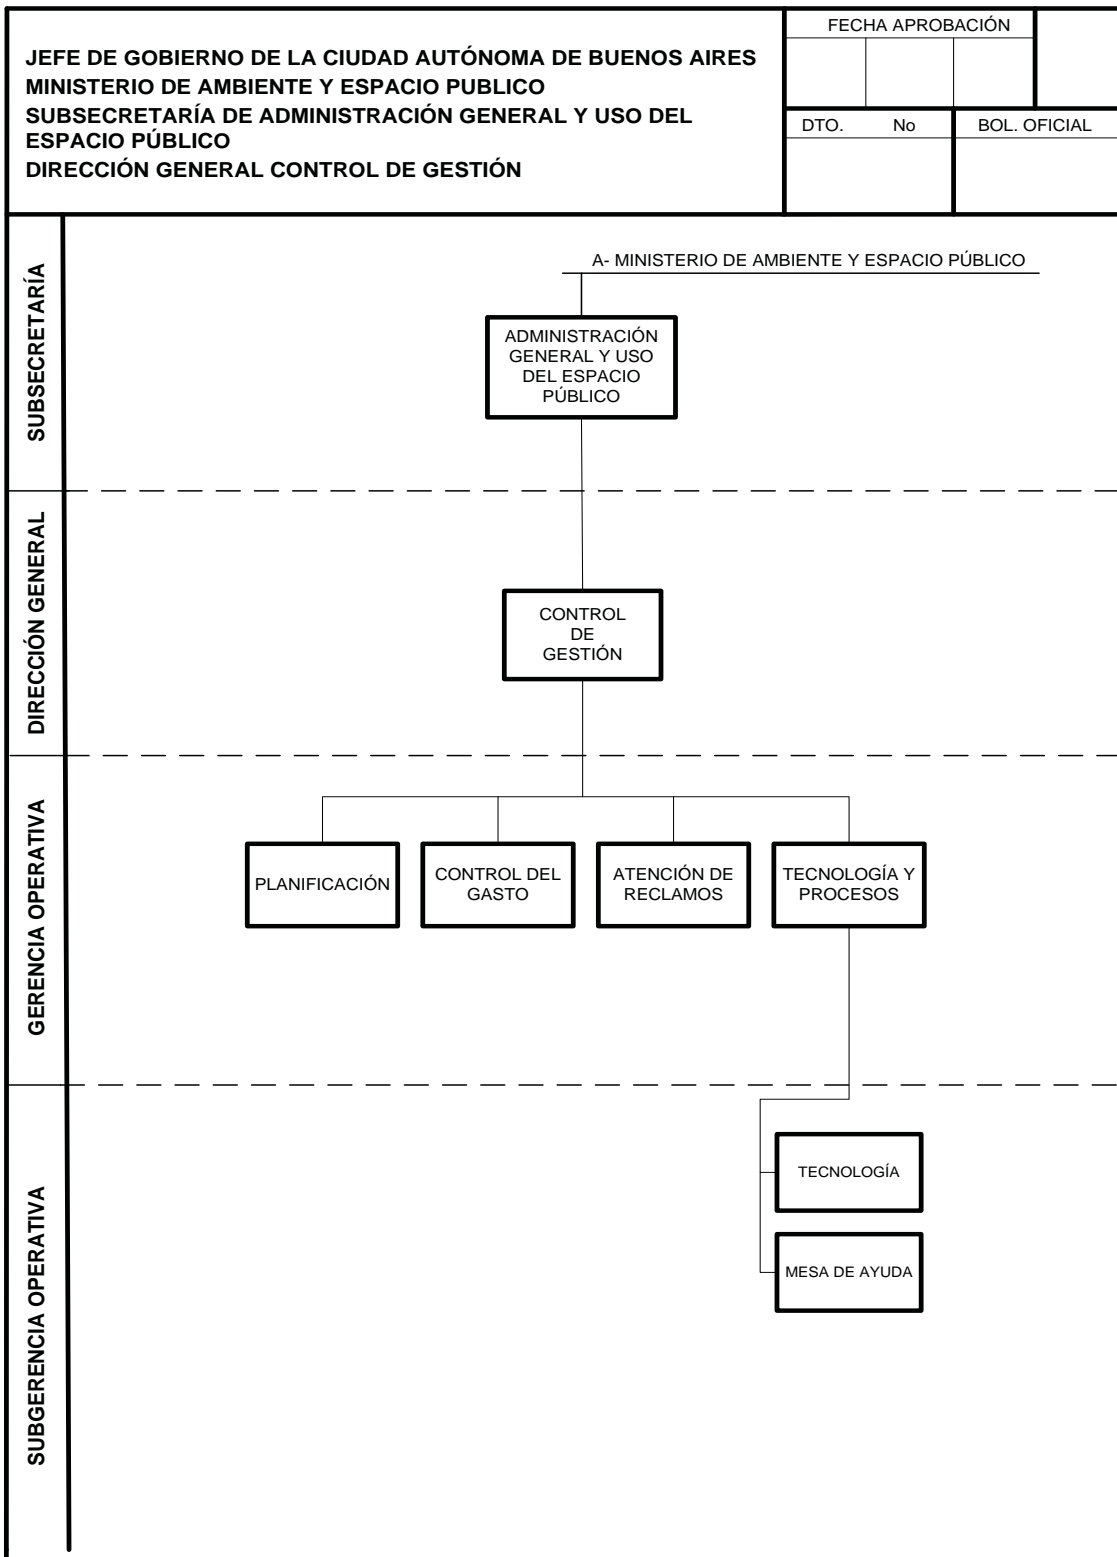 JEFE DE GOBIERNO DE LA CIUDAD AUTÓNOMA DE BUENOS AIRES
MINISTERIO DE AMBIENTE Y ESPACIO PUBLICO
SUBSECRETARÍA DE ADMINISTRACIÓN GENERAL Y USO DEL
ESPACIO PÚBLICO
DIRECCIÓN GENERAL CONTROL DE GESTIÓN
FECHA APROBACIÓN
DTO. No
BOL. OFICIAL
SUBSECRETARÍA
A- MINISTERIO DE AMBIENTE Y ESPACIO PÚBLICO
ADMINISTRACIÓN
GENERAL Y USO
DEL ESPACIO
PÚBLICO
DIRECCIÓN GENERAL
CONTROL
DE
GESTIÓN
GERENCIA OPERATIVA
PLANIFICACIÓN
CONTROL DEL
GASTO
ATENCIÓN DE
RECLAMOS
TECNOLOGÍA Y
PROCESOS
SUBGERENCIA OPERATIVA
TECNOLOGÍA
MESA DE AYUDA